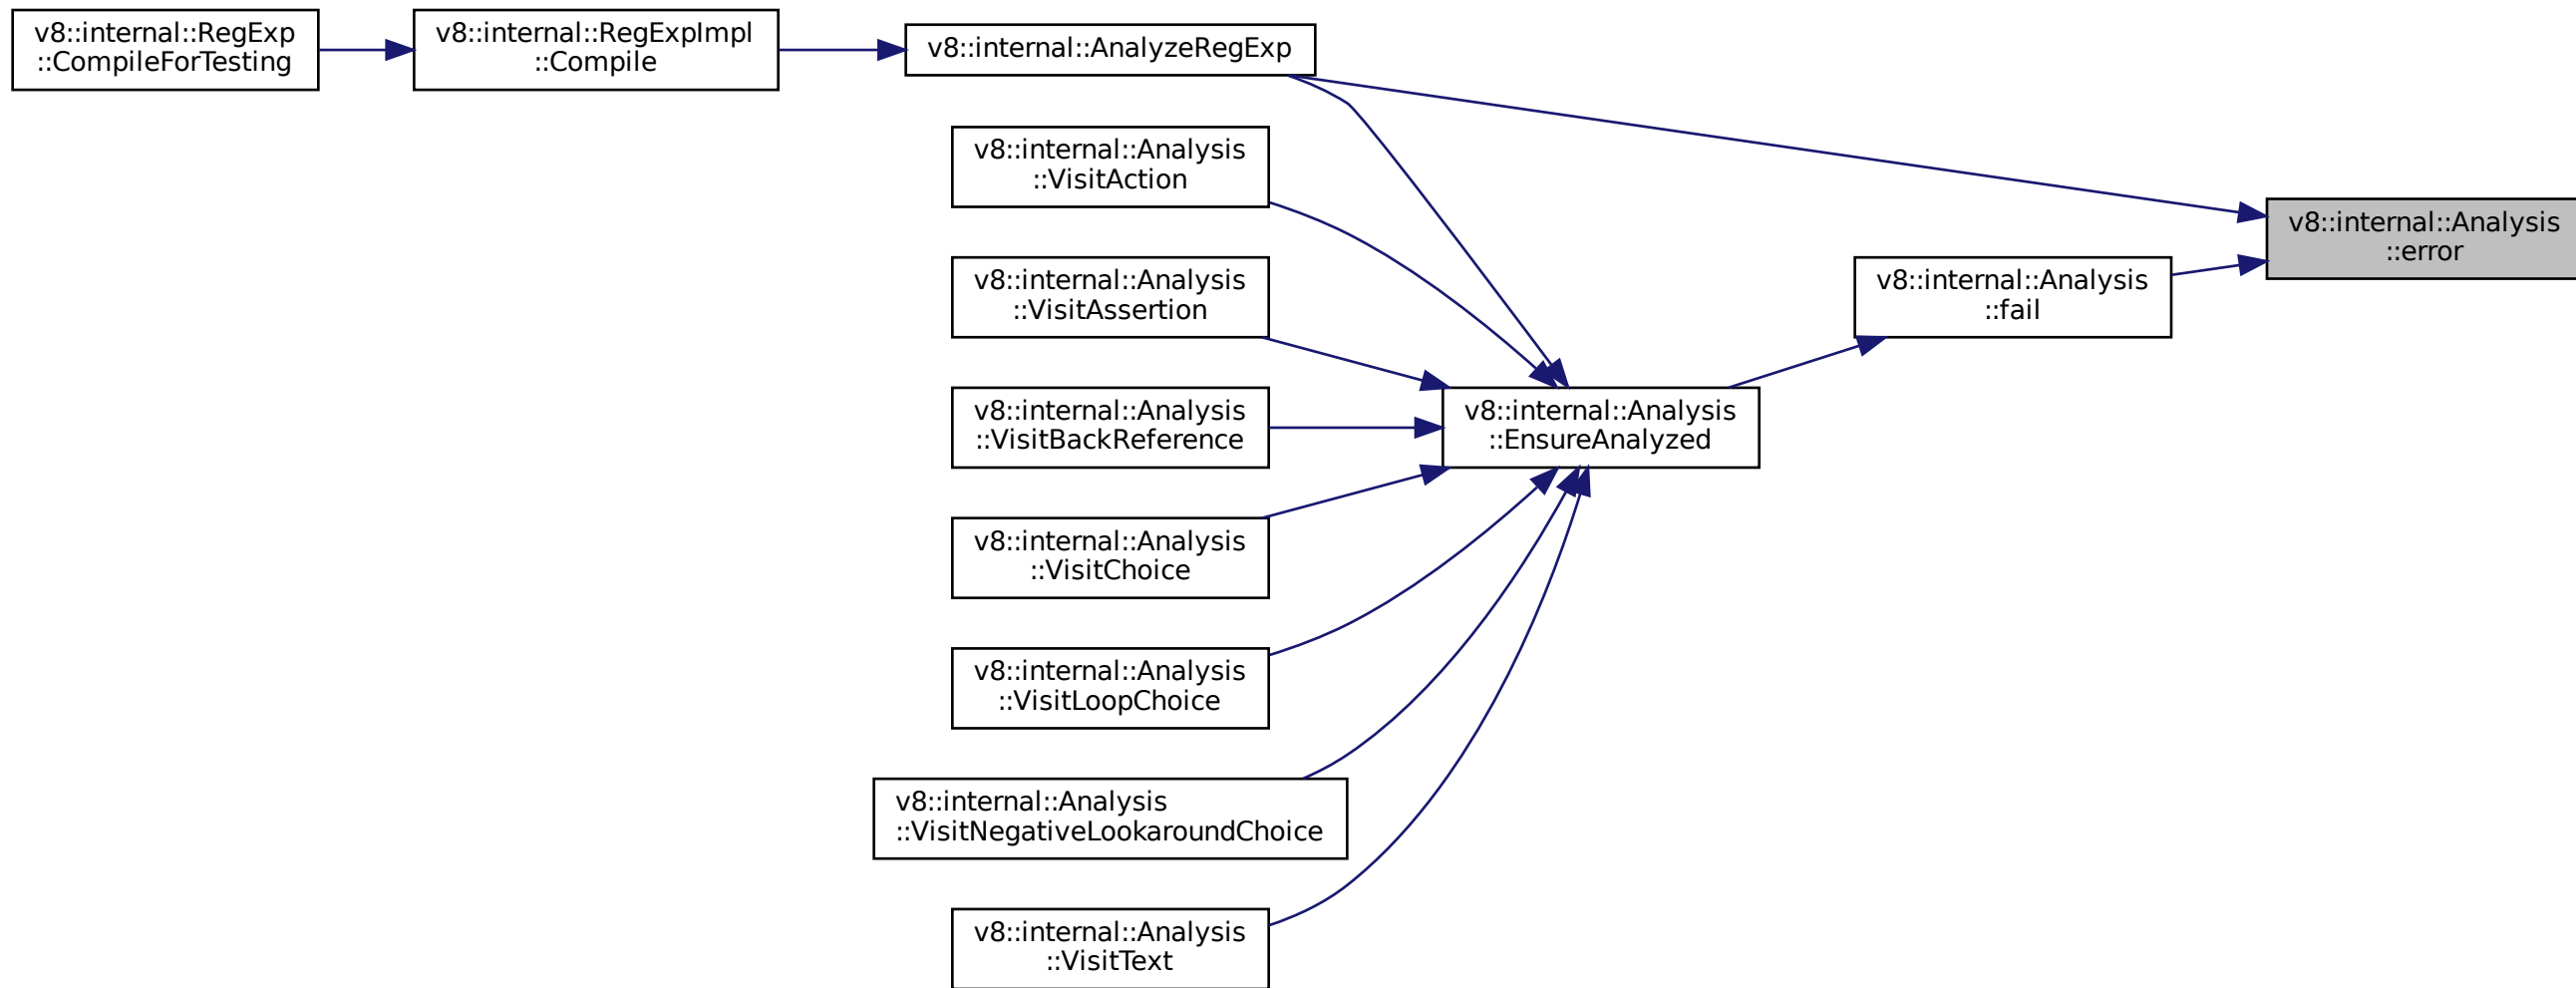 v8::internal::RegExp
::CompileForTesting
v8::internal::RegExpImpl
::Compile
v8::internal::AnalyzeRegExp
v8::internal::Analysis
::VisitAction
v8::internal::Analysis
::VisitAssertion
v8::internal::Analysis
::VisitBackReference
v8::internal::Analysis
::VisitChoice
v8::internal::Analysis
::VisitLoopChoice
v8::internal::Analysis
::VisitNegativeLookaroundChoice
v8::internal::Analysis
::VisitText
v8::internal::Analysis
::EnsureAnalyzed
v8::internal::Analysis
::fail
v8::internal::Analysis
::error